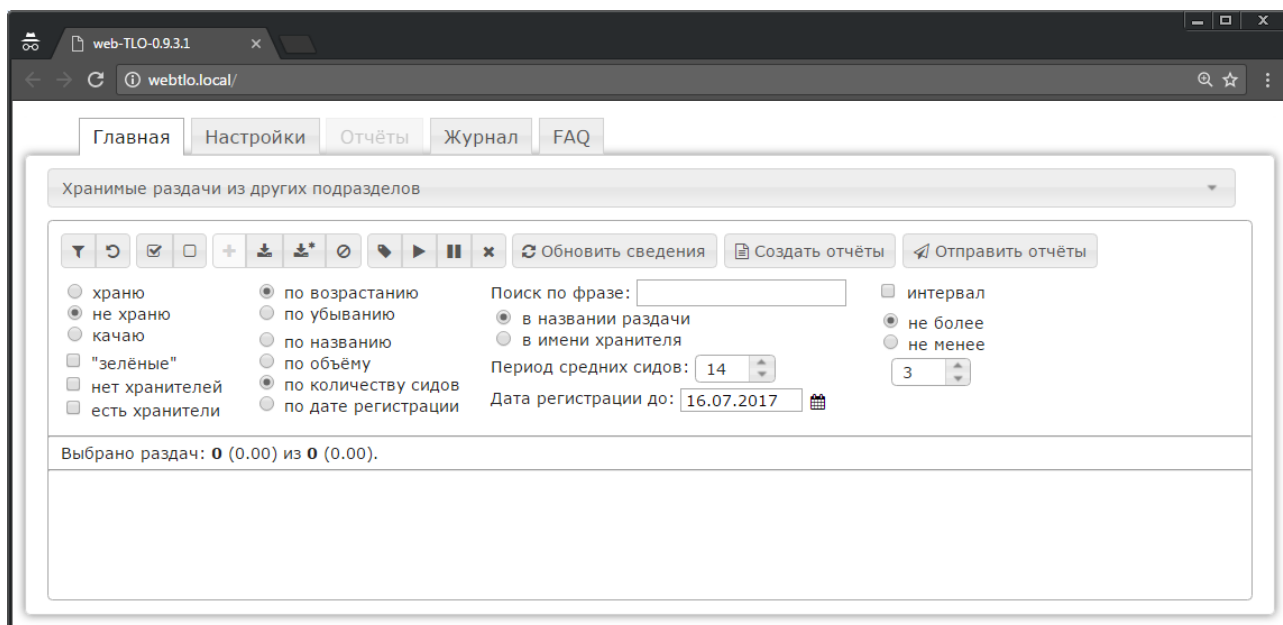 web-TLO-0.9.3.1
webtlo.local/
Главная Настройки Отчёты Журнал FAQ
Хранимые раздачи из других подразделов
Обновить сведения Создать отчёты Отправить отчёты
храню по возрастанию Поиск по фразе: интервал
не храню по убыванию в названии раздачи не более
качаю по названию в имени хранителя не менее
"зелёные" по объёму Период средних сидов: 14 3
нет хранителей по количеству сидов
есть хранители по дате регистрации Дата регистрации до: 16.07.2017
Выбрано раздач: 0 (0.00) из 0 (0.00).